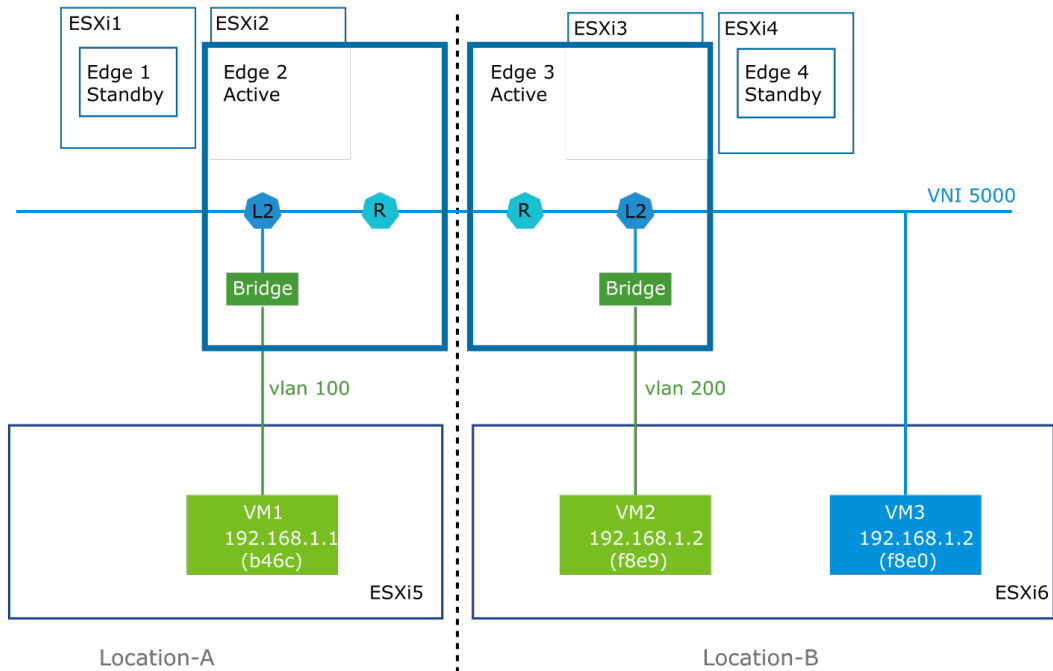 ESXi1
Edge 1
Standby
ESXi2
Edge 2
Active
ESXi3
Edge 3
Active
ESXi4
Edge 4
Standby
L2
R
R
L2
VNI 5000
Bridge
Bridge
vlan 100
vlan 200
VM1
192.168.1.1
(b46c)
ESXi5
VM2
192.168.1.2
(f8e9)
VM3
192.168.1.2
(f8e0)
ESXi6
Location-A
Location-B